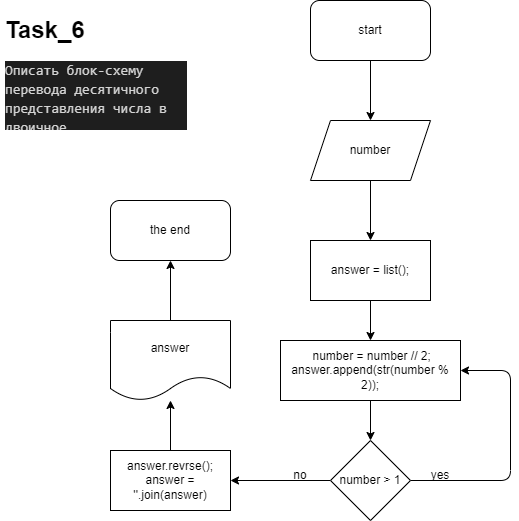 Task_6
Описать блок-схему
перевода десятичного
представления числа в
двоичное
start
number
answer = list();
number = number // 2;
answer.append(str(number %
2));
number > 1
yes
no
answer.revrse();
answer =
''.join(answer)
answer
the end